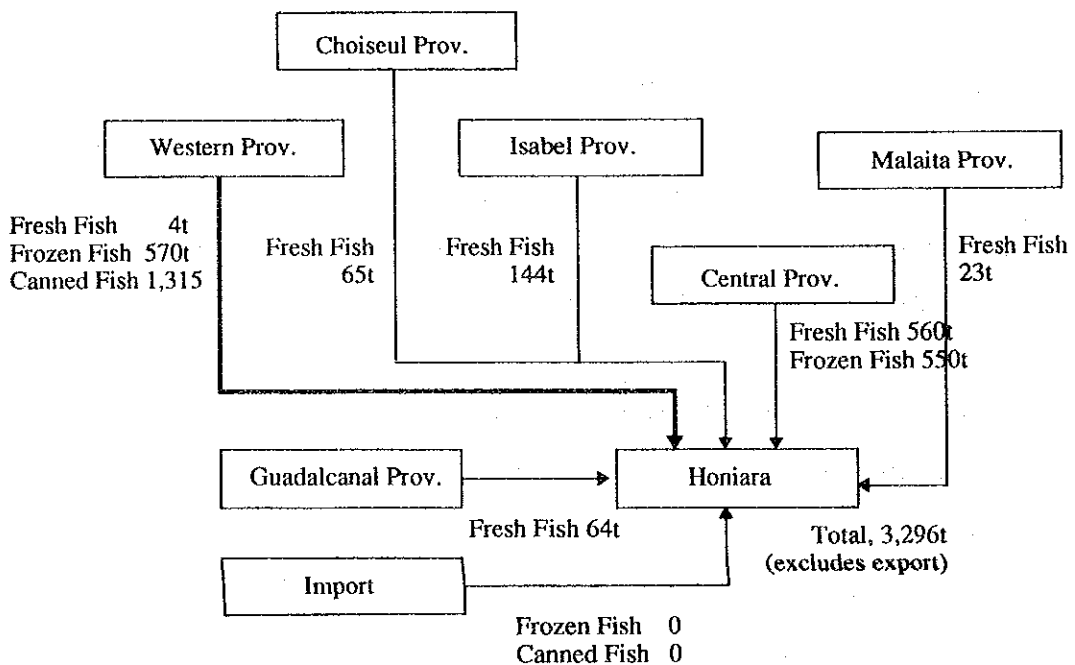 Choiseul Prov.
Western Prov.
Isabel Prov.
Malaita Prov.
Fresh Fish 4t
Frozen Fish 570t
Canned Fish 1,315
Fresh Fish
65t
Fresh Fish
144t
Fresh Fish
23t
Central Prov.
Fresh Fish 560t
Frozen Fish 550t
Guadalcanal Prov.
Honiara
Fresh Fish 64t
Total, 3,296t
(excludes export)
Import
Frozen Fish 0
Canned Fish 0